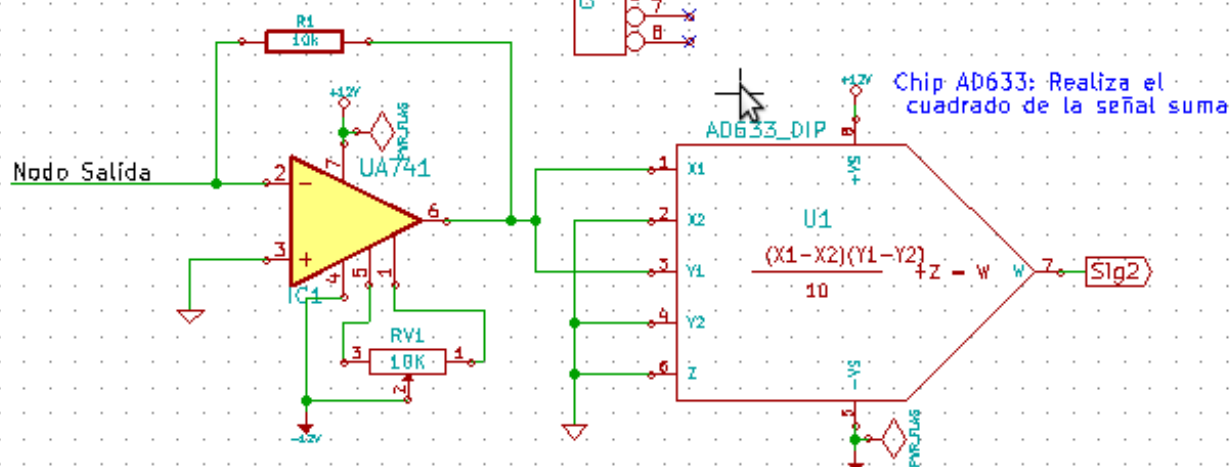 R1
10k
7
8
+12V
PWR_FLAG
7
UA741
Nodo Salida
2
-
6
3
+
4
5
1
IC1
RV1
3
10K
1
2
-12V
+12V
Chip AD633: Realiza el
cuadrado de la señal suma
AD633_DIP
8
+VS
1 X1
2 X2
U1
3 Y1
(X1-X2)(Y1-Y2)
10
+Z - W
W
7
Sig2
4 Y2
6 Z
-VS
5
PWR_FLAG